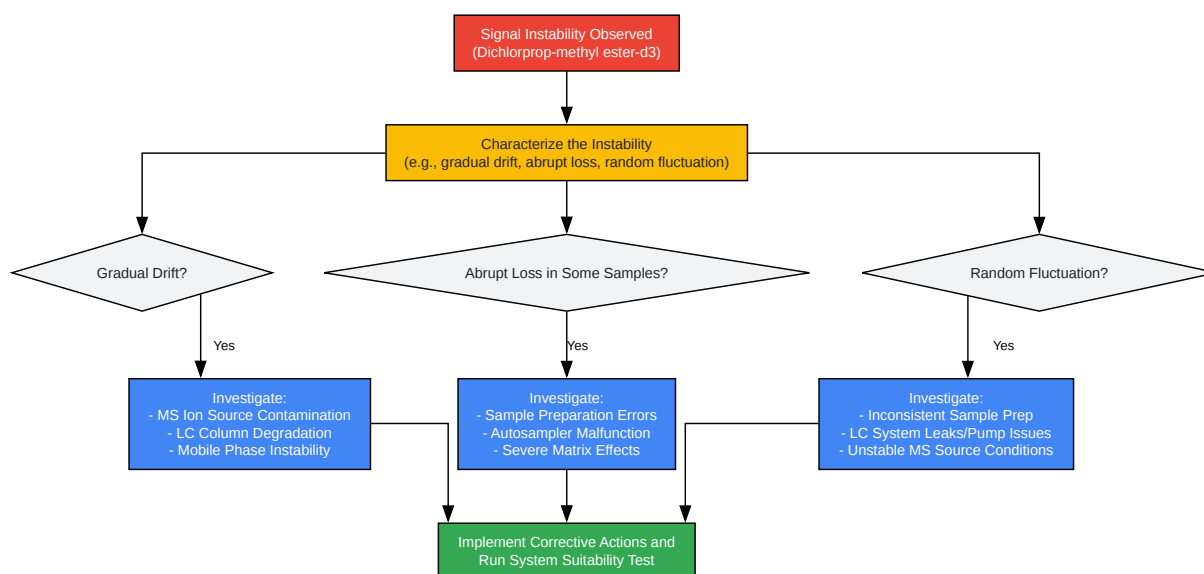 Signal Instability Observed
(Dichlorprop-methyl ester-d3)
Characterize the Instability
(e.g., gradual drift, abrupt loss, random fluctuation)
Gradual Drift?
Abrupt Loss in Some Samples?
Random Fluctuation?
Yes
Yes
Yes
Investigate:
- MS Ion Source Contamination
- LC Column Degradation
- Mobile Phase Instability
Investigate:
- Sample Preparation Errors
- Autosampler Malfunction
- Severe Matrix Effects
Investigate:
- Inconsistent Sample Prep
- LC System Leaks/Pump Issues
- Unstable MS Source Conditions
Implement Corrective Actions and
Run System Suitability Test